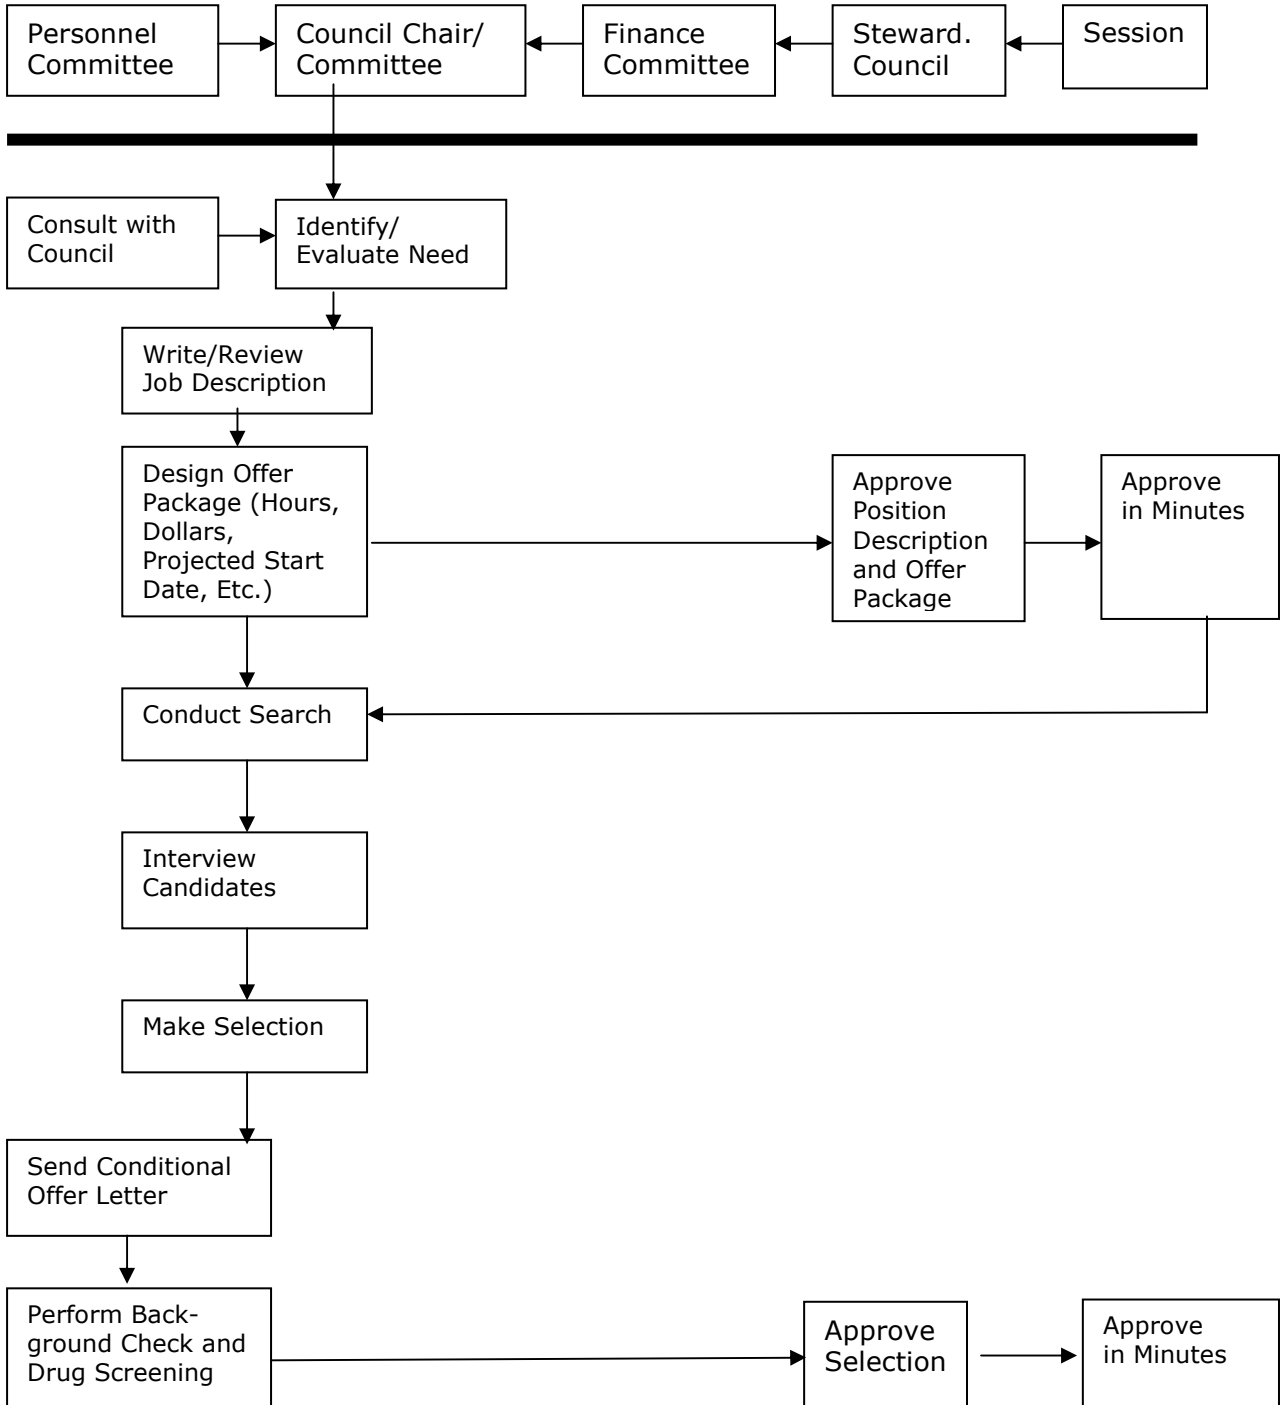 Personnel
Committee
Council Chair/
Committee
Finance
Committee
Steward.
Council
Session
Consult with
Council
Identify/
Evaluate Need
Write/Review
Job Description
Design Offer
Package (Hours,
Dollars,
Projected Start
Date, Etc.)
Approve
Position
Description
and Offer
Package
Approve
in Minutes
Conduct Search
Interview
Candidates
Make Selection
Send Conditional
Offer Letter
Perform Back-
ground Check and
Drug Screening
Approve
Selection
Approve
in Minutes